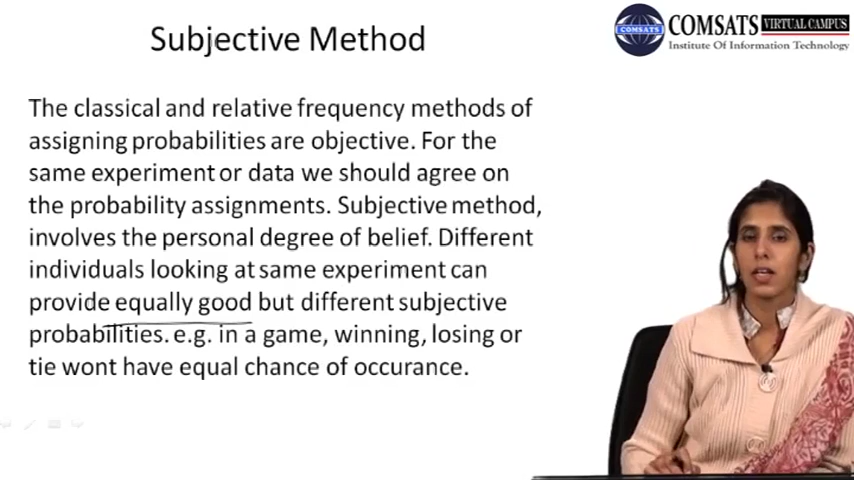 Subjective Method
COMSATS VIRTUAL CAMPUS
COMSATS
Institute Of Information Technology
The classical and relative frequency methods of
assigning probabilities are objective. For the
same experiment or data we should agree on
the probability assignments. Subjective method,
involves the personal degree of belief. Different
individuals looking at same experiment can
provide equally good but different subjective
probabilities. e.g. in a game, winning, losing or
tie wont have equal chance of occurance.